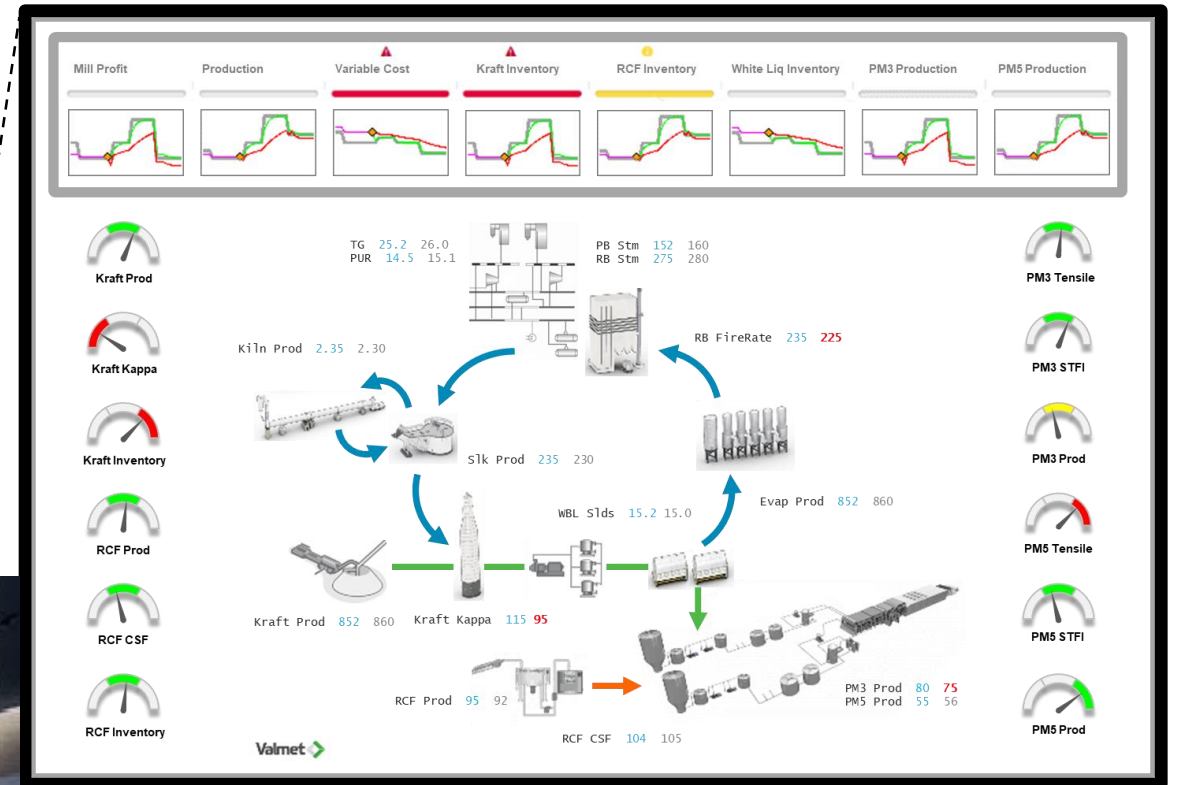 Mill Profit
Production
Variable Cost
Kraft Inventory
RCF Inventory
White Liq Inventory
PM3 Production
PM5 Production
Kraft Prod
Kraft Kappa
Kraft Inventory
RCF Prod
RCF CSF
RCF Inventory
TG 25.2 26.0
PUR 14.5 15.1
PB Stm 152 160
RB Stm 275 280
RB FireRate 235 225
Kiln Prod 2.35 2.30
Slk Prod 235 230
WBL Slds 15.2 15.0
Evap Prod 852 860
Kraft Prod 852 860
Kraft Kappa 115 95
RCF Prod 95 92
PM3 Prod 80 75
PM5 Prod 55 56
RCF CSF 104 105
Valmet
PM3 Tensile
PM3 STFI
PM3 Prod
PM5 Tensile
PM5 STFI
PM5 Prod